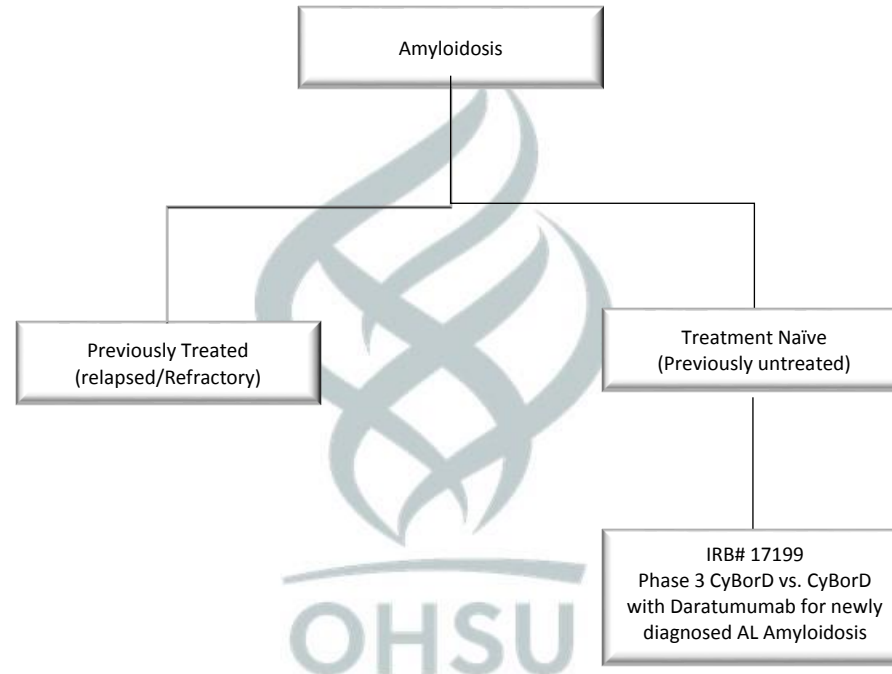 Amyloidosis
Previously Treated
(relapsed/Refractory)
Treatment Naïve
(Previously untreated)
IRB# 17199
Phase 3 CyBorD vs. CyBorD
with Daratumumab for newly
diagnosed AL Amyloidosis
OHSU